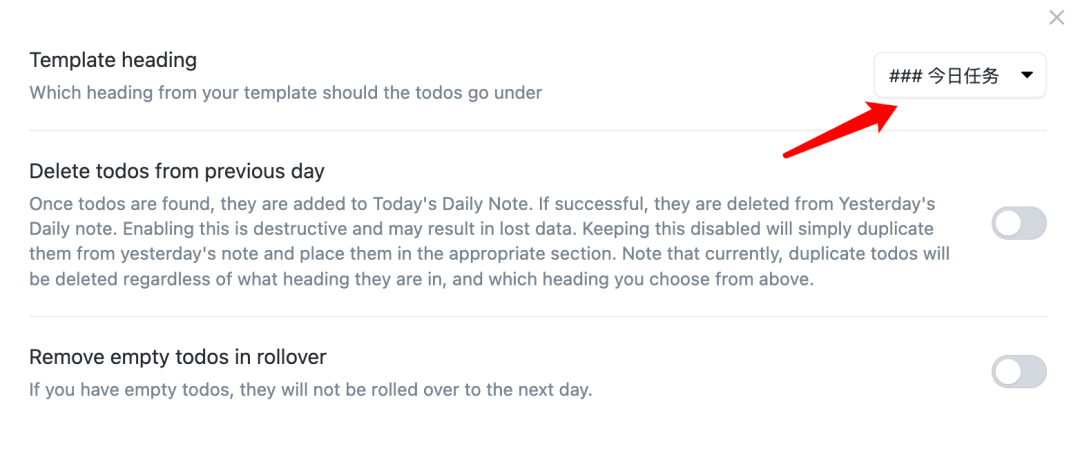 Template heading
### 今日任务
Which heading from your template should the todos go under
Delete todos from previous day
Once todos are found, they are added to Today's Daily Note. If successful, they are deleted from Yesterday's
Daily note. Enabling this is destructive and may result in lost data. Keeping this disabled will simply duplicate
them from yesterday's note and place them in the appropriate section. Note that currently, duplicate todos will
be deleted regardless of what heading they are in, and which heading you choose from above.
Remove empty todos in rollover
If you have empty todos, they will not be rolled over to the next day.